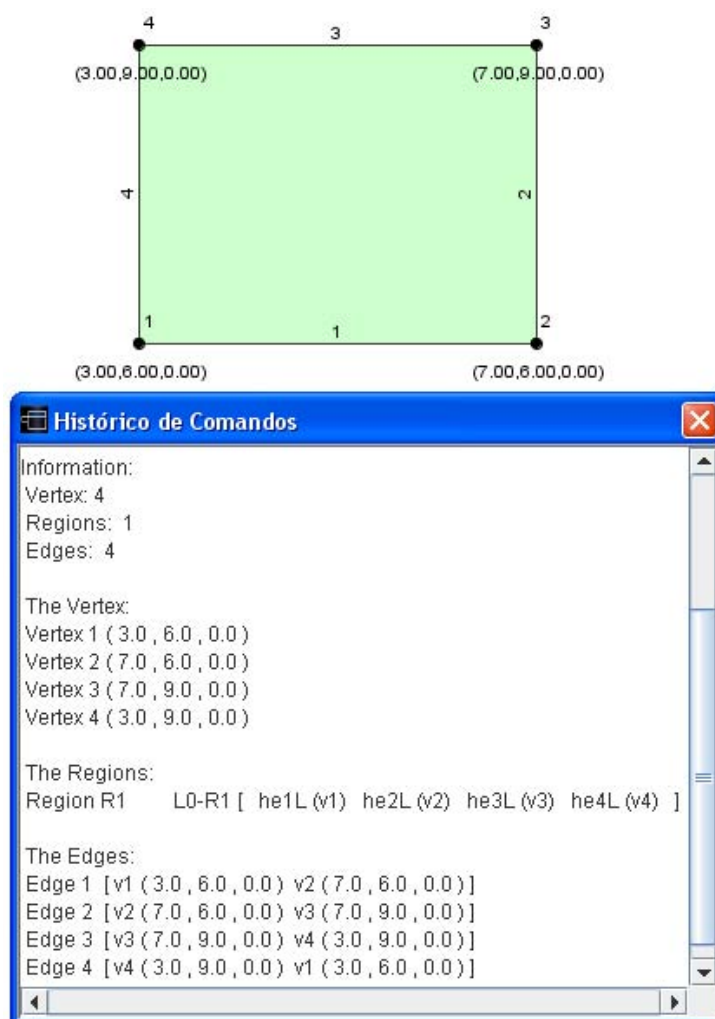 4 3 3
(3.00,9.00,0.00) (7.00,9.00,0.00)
4 2
1 1 2
(3.00,6.00,0.00) (7.00,6.00,0.00)
Histórico de Comandos
Information:
Vertex: 4
Regions: 1
Edges: 4
The Vertex:
Vertex 1 ( 3.0 , 6.0 , 0.0 )
Vertex 2 ( 7.0 , 6.0 , 0.0 )
Vertex 3 ( 7.0 , 9.0 , 0.0 )
Vertex 4 ( 3.0 , 9.0 , 0.0 )
The Regions:
Region R1 L0-R1 [ he1L (v1) he2L (v2) he3L (v3) he4L (v4) ]
The Edges:
Edge 1 [ v1 ( 3.0 , 6.0 , 0.0 ) v2 ( 7.0 , 6.0 , 0.0 ) ]
Edge 2 [ v2 ( 7.0 , 6.0 , 0.0 ) v3 ( 7.0 , 9.0 , 0.0 ) ]
Edge 3 [ v3 ( 7.0 , 9.0 , 0.0 ) v4 ( 3.0 , 9.0 , 0.0 ) ]
Edge 4 [ v4 ( 3.0 , 9.0 , 0.0 ) v1 ( 3.0 , 6.0 , 0.0 ) ]